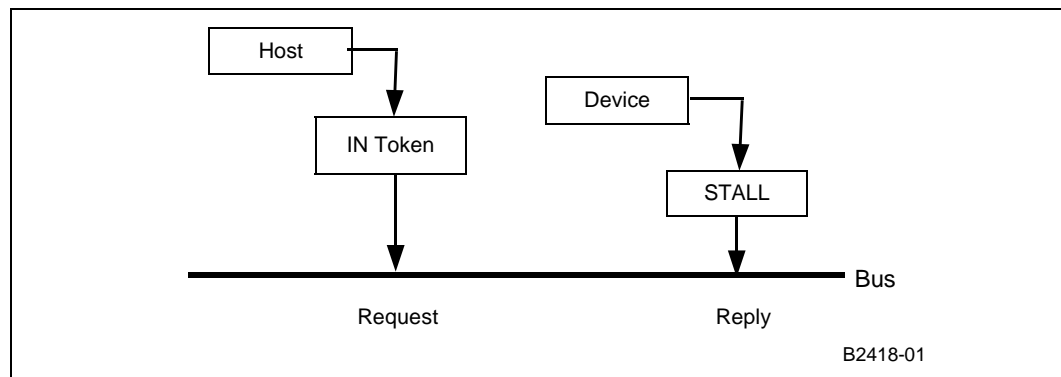 Host
Device
IN Token
STALL
Bus
Request
Reply
B2418-01